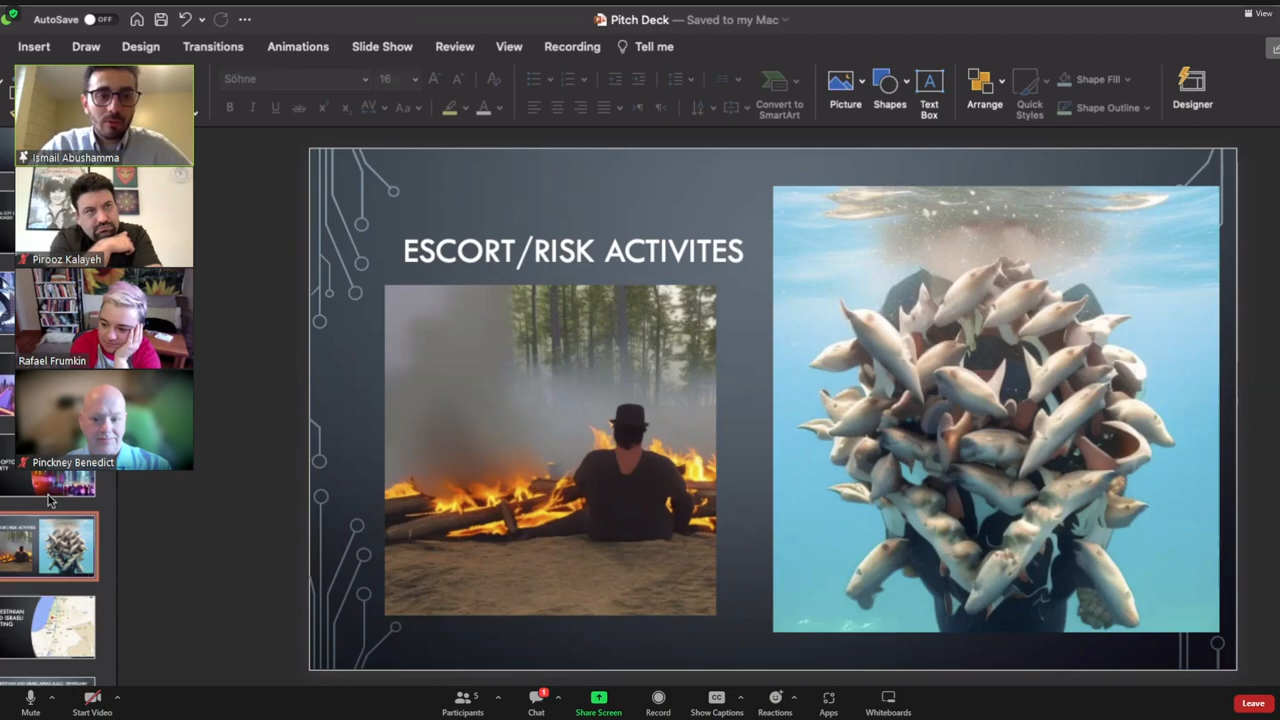 AutoSave OFF
Pitch Deck — Saved to my Mac
View
Insert Draw Design Transitions Animations Slide Show Review View Recording Tell me
Söhne 16
Convert to
SmartArt
Picture
Shapes
Text
Box
Arrange
Quick
Styles
Shape Fill
Shape Outline
Designer
Ismail Abushamma
Pirooz Kalayeh
Rafael Frumkin
Pinckney Benedict
ESCORT/RISK ACTIVITES
Mute
Start Video
Participants 5
Chat 1
Share Screen
Record
CC
Show Captions
Reactions
Apps
Whiteboards
Leave